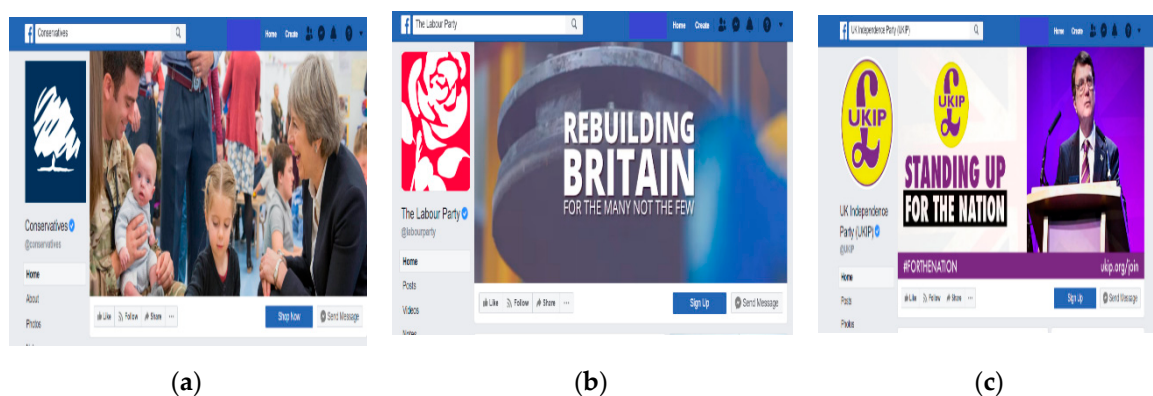 Conservatives
Home Create
Conservatives
@conservatives
Home
About
Photos
Like Follow Share ...
Shop Now
Send Message
(a)
The Labour Party
Home Create
REBUILDING
BRITAIN
FOR THE MANY NOT THE FEW
The Labour Party
@labourparty
Home
Posts
Videos
Notes
Like Follow Share ...
Sign Up
Send Message
(b)
UK Independence Party (UKIP)
Home Create
UKIP
UKIP
STANDING UP
FOR THE NATION
#FORTHENATION
ukip.org/join
UK Independence
Party (UKIP)
@UKIP
Home
Posts
Photos
Like Follow Share ...
Sign Up
Send Message
(c)